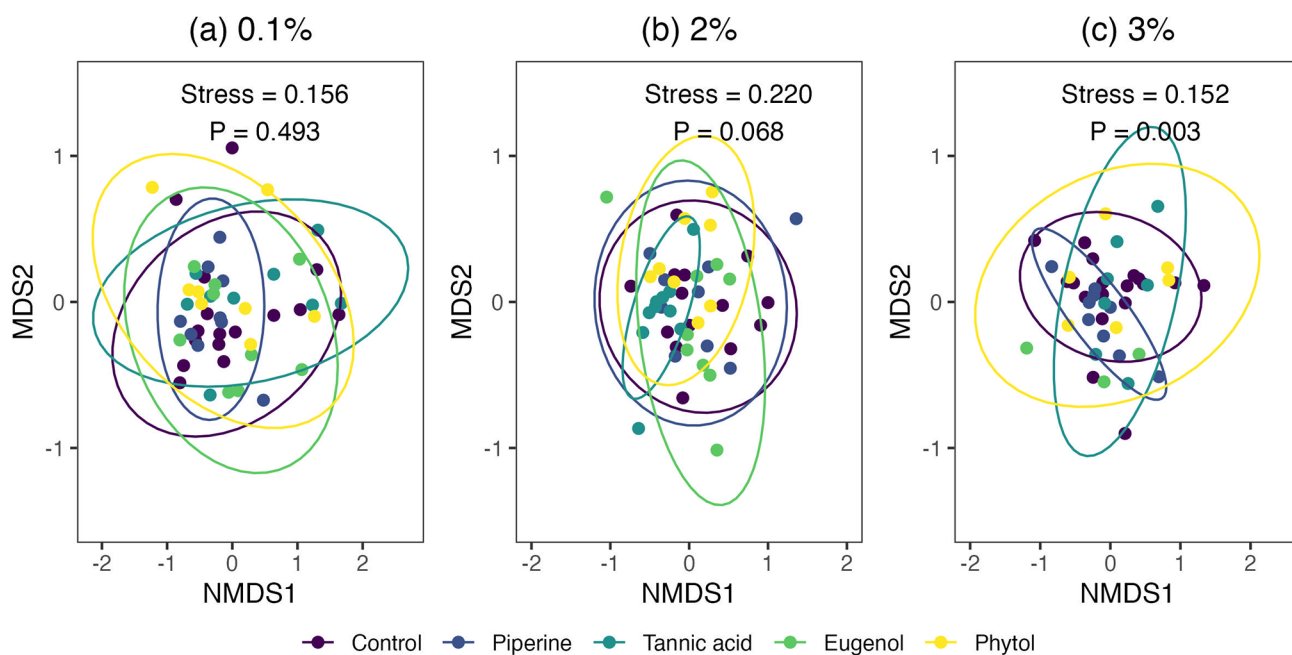 (a) 0.1%
(b) 2%
(c) 3%
Stress = 0.156
P = 0.493
Stress = 0.220
P = 0.068
Stress = 0.152
P = 0.003
MDS2
1
0
-1
MDS2
1
0
-1
MDS2
1
0
-1
-2 -1 0 1 2
-2 -1 0 1 2
-2 -1 0 1 2
NMDS1
NMDS1
NMDS1
Control Piperine Tannic acid Eugenol Phytol